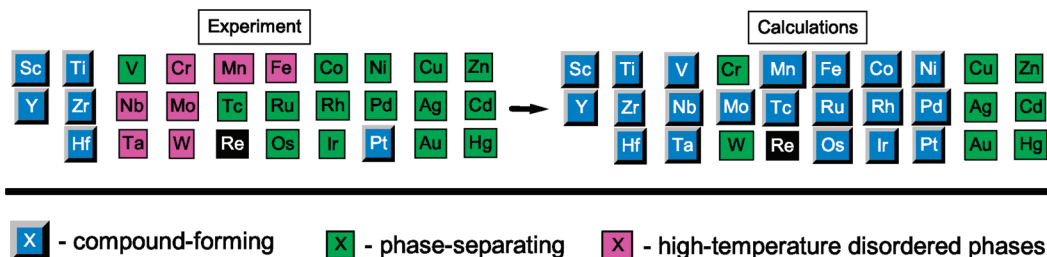 Experiment Calculations
Sc Ti V Cr Mn Fe Co Ni Cu Zn Sc Ti V Cr Mn Fe Co Ni Cu Zn
Y Zr Nb Mo Tc Ru Rh Pd Ag Cd Y Zr Nb Mo Tc Ru Rh Pd Ag Cd
Hf Ta W Re Os Ir Pt Au Hg Hf Ta W Re Os Ir Pt Au Hg
X - compound-forming X - phase-separating X - high-temperature disordered phases